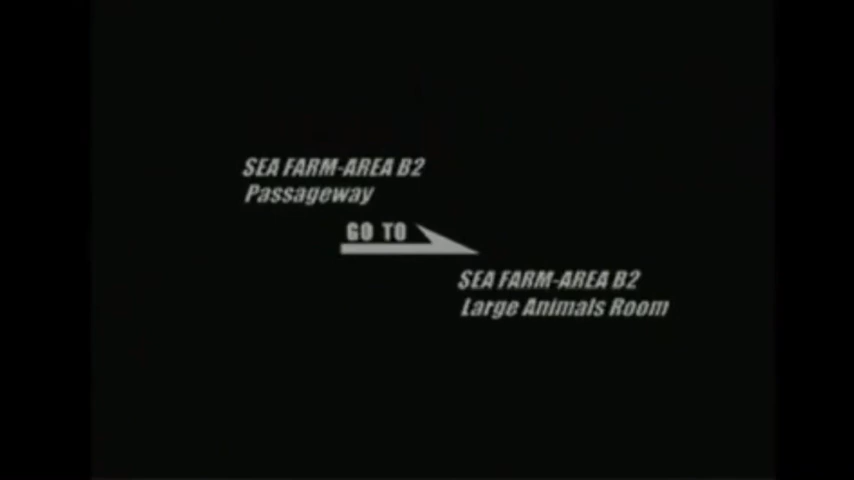 SEA FARM-AREA B2
Passageway
GO TO
SEA FARM-AREA B2
Large Animals Room